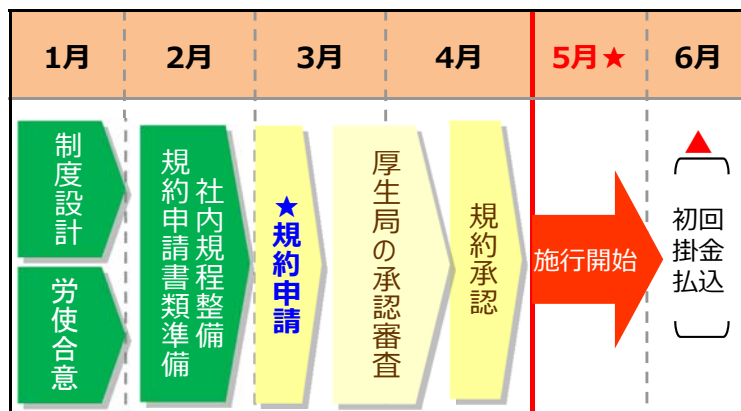 1月
2月
3月
4月
5月★
6月
制度設計
労使合意
社内規程整備
規約申請書類準備
★規約申請
厚生局の承認審査
規約承認
施行開始
初回
掛金
払込